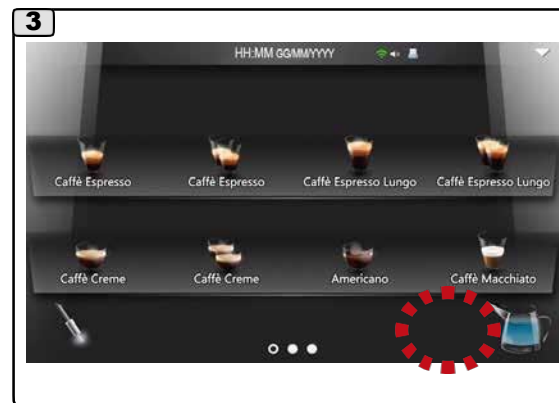 3
HH:MM GG/MM/YYYY
Caffè Espresso Caffè Espresso Caffè Espresso Lungo Caffè Espresso Lungo
Caffè Creme Caffè Creme Americano Caffè Macchiato